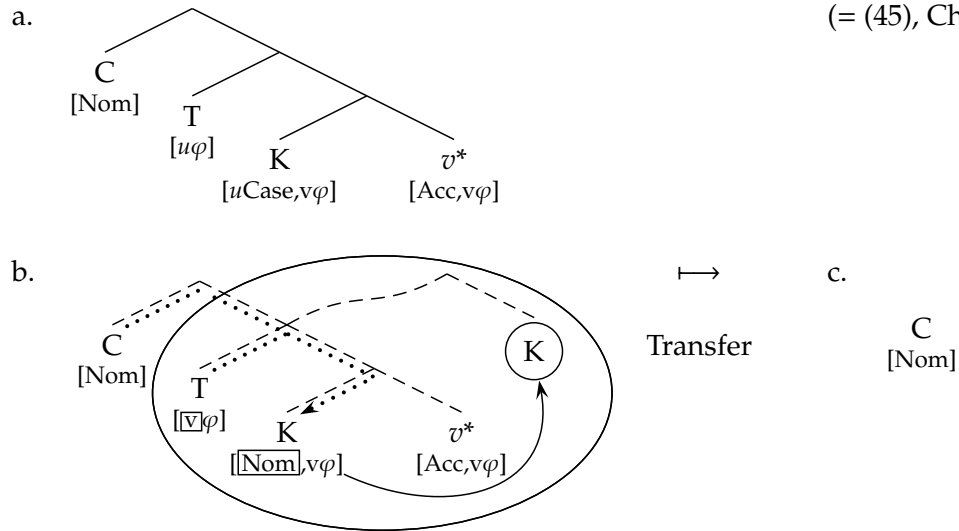 a. (= (45), Ch
C
[Nom]
T
[uφ]
K v*
[uCase,vφ] [Acc,vφ]
b. ⟼ c.
C K Transfer C
[Nom] T [Nom]
[vφ] K v*
[Nom,vφ] [Acc,vφ]